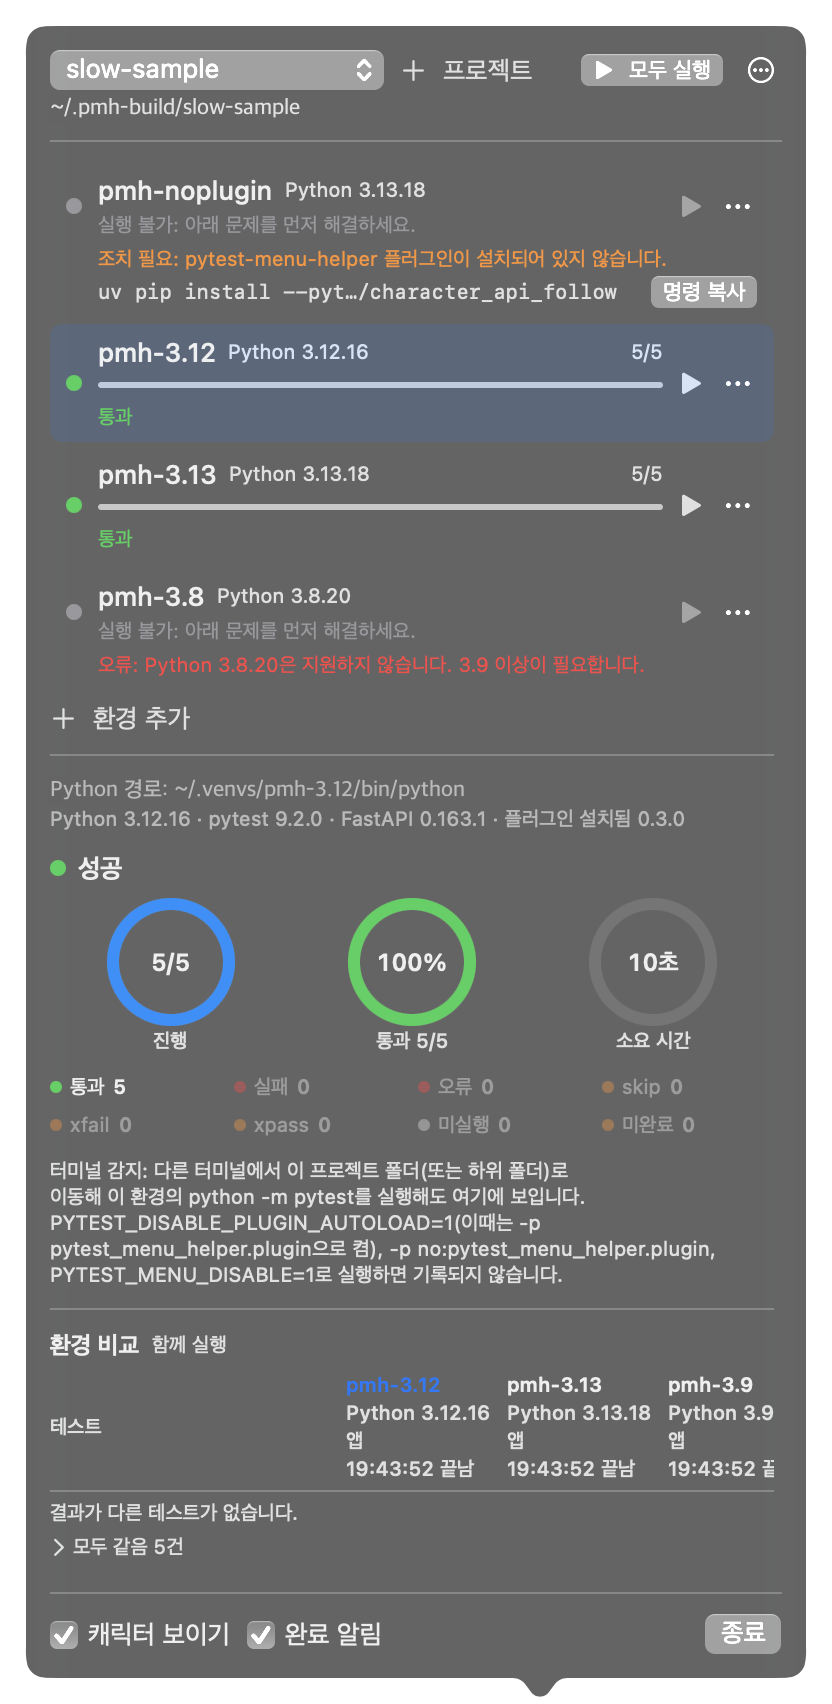 slow-sample
프로젝트
모두 실행
~/.pmh-build/slow-sample
pmh-noplugin Python 3.13.18
실행 불가: 아래 문제를 먼저 해결하세요.
조치 필요: pytest-menu-helper 플러그인이 설치되어 있지 않습니다.
uv pip install --pyt…/character_api_follow 명령 복사
pmh-3.12 Python 3.12.16 5/5
통과
pmh-3.13 Python 3.13.18 5/5
통과
pmh-3.8 Python 3.8.20
실행 불가: 아래 문제를 먼저 해결하세요.
오류: Python 3.8.20은 지원하지 않습니다. 3.9 이상이 필요합니다.
환경 추가
Python 경로: ~/.venvs/pmh-3.12/bin/python
Python 3.12.16 · pytest 9.2.0 · FastAPI 0.163.1 · 플러그인 설치됨 0.3.0
성공
5/5 100% 10초
진행 통과 5/5 소요 시간
통과 5 실패 0 오류 0 skip 0
xfail 0 xpass 0 미실행 0 미완료 0
터미널 감지: 다른 터미널에서 이 프로젝트 폴더(또는 하위 폴더)로
이동해 이 환경의 python -m pytest를 실행해도 여기에 보입니다.
PYTEST_DISABLE_PLUGIN_AUTOLOAD=1(이때는 -p
pytest_menu_helper.plugin으로 켬), -p no:pytest_menu_helper.plugin,
PYTEST_MENU_DISABLE=1로 실행하면 기록되지 않습니다.
환경 비교 함께 실행
pmh-3.12 pmh-3.13 pmh-3.9
테스트 Python 3.12.16 Python 3.13.18 Python 3.9
앱 앱 앱
19:43:52 끝남 19:43:52 끝남 19:43:52
결과가 다른 테스트가 없습니다.
모두 같음 5건
캐릭터 보이기 완료 알림 종료